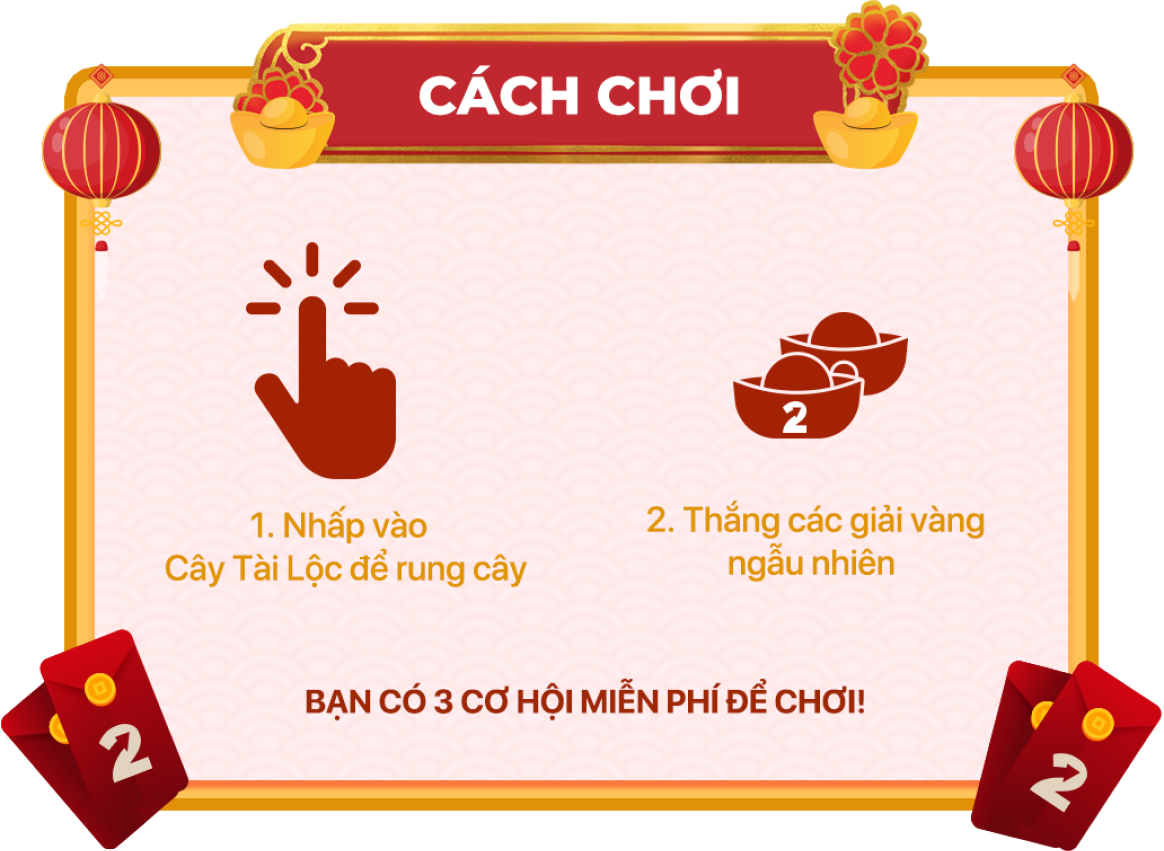 CÁCH CHƠI
1. Nhấp vào
Cây Tài Lộc để rung cây
2
2. Thắng các giải vàng
ngẫu nhiên
BẠN CÓ 3 CƠ HỘI MIỄN PHÍ ĐỂ CHƠI!
2
2